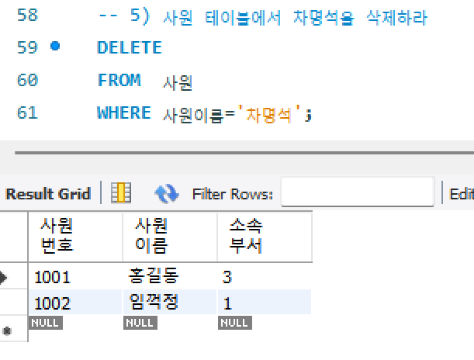 58 -- 5) 사원 테이블에서 차명석을 삭제하라
59 DELETE
60 FROM 사원
61 WHERE 사원이름='차명석';
Result Grid Filter Rows: Edit
사원 사원 소속
번호 이름 부서
1001 홍길동 3
1002 임꺽정 1
NULL NULL NULL